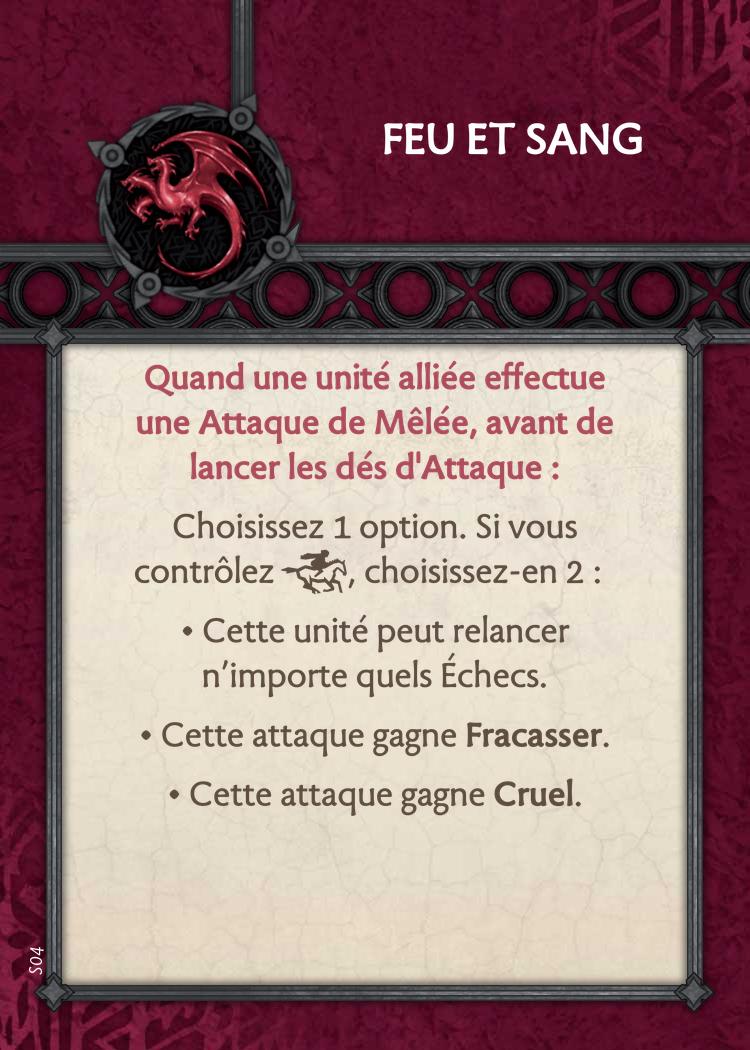 FEU ET SANG
Quand une unité alliée effectue
une Attaque de Mêlée, avant de
lancer les dés d'Attaque :
Choisissez 1 option. Si vous
contrôlez , choisissez-en 2 :
• Cette unité peut relancer
n’importe quels Échecs.
• Cette attaque gagne Fracasser.
• Cette attaque gagne Cruel.
S04